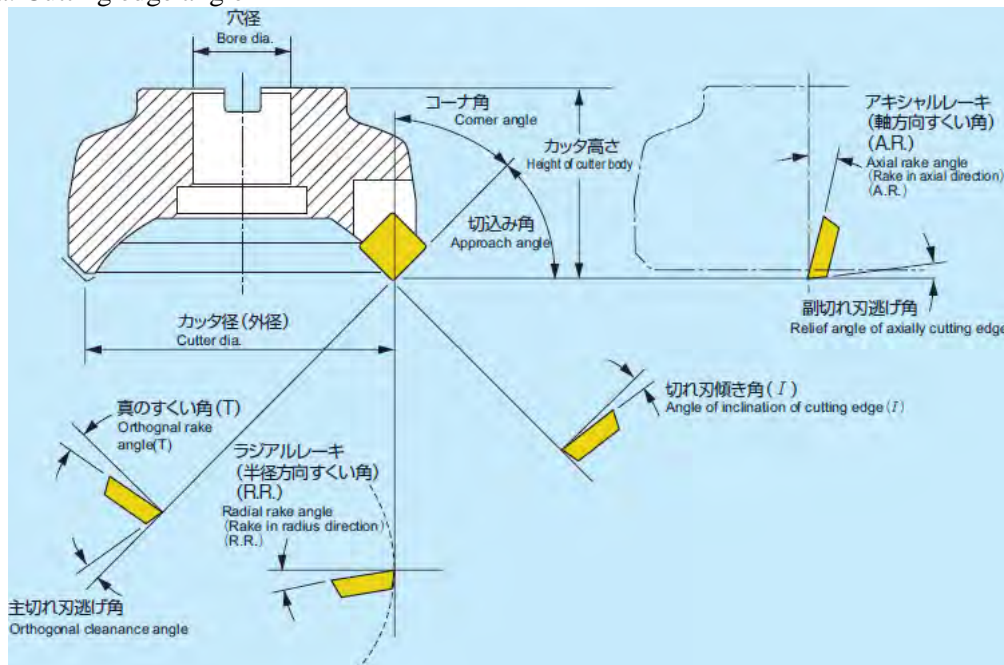 穴径
Bore dia.
コーナ角
Corner angle
カッタ高さ
Height of cutter body
切込み角
Approach angle
アキシャルレーキ
(軸方向すくい角)
(A.R.)
Axial rake angle
(Rake in axial direction)
(A.R.)
副切れ刃逃げ角
Relief angle of axially cutting edge
カッタ径(外径)
Cutter dia.
切れ刃傾き角(I)
Angle of inclination of cutting edge(I)
真のすくい角(T)
Orthognal rake
angle(T)
ラジアルレーキ
(半径方向すくい角)
(R.R.)
Radial rake angle
(Rake in radius direction)
(R.R.)
主切れ刃逃げ角
Orthogonal cleanance angle